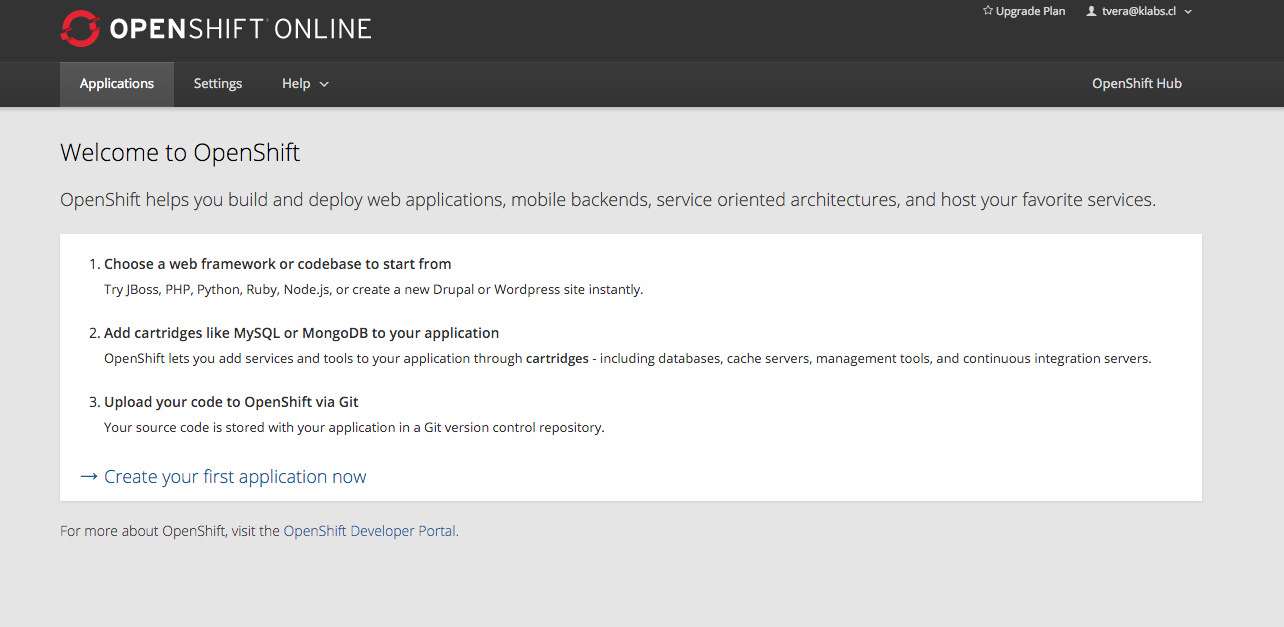 OPENSHIFT ONLINE
Upgrade Plan
tvera@klabs.cl
Applications
Settings
Help
OpenShift Hub
Welcome to OpenShift
OpenShift helps you build and deploy web applications, mobile backends, service oriented architectures, and host your favorite services.
1. Choose a web framework or codebase to start from
Try JBoss, PHP, Python, Ruby, Node.js, or create a new Drupal or Wordpress site instantly.
2. Add cartridges like MySQL or MongoDB to your application
OpenShift lets you add services and tools to your application through cartridges - including databases, cache servers, management tools, and continuous integration servers.
3. Upload your code to OpenShift via Git
Your source code is stored with your application in a Git version control repository.
→ Create your first application now
For more about OpenShift, visit the OpenShift Developer Portal.